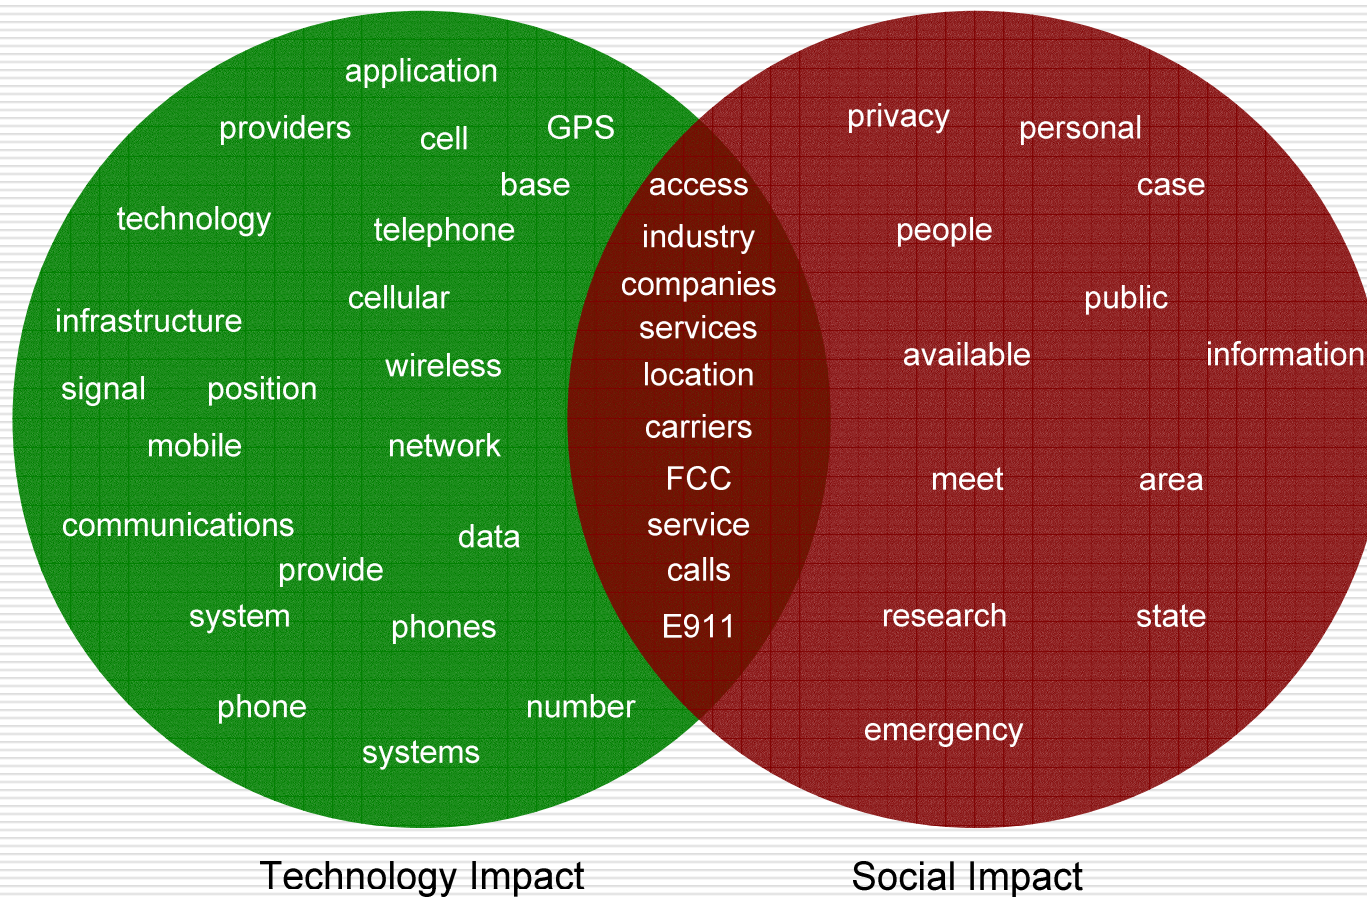 application
providers
cell
GPS
base
technology
telephone
cellular
infrastructure
wireless
signal
position
mobile
network
communications
data
provide
system
phones
phone
number
systems
access
industry
companies
services
location
carriers
FCC
service
calls
E911
privacy
personal
case
people
public
available
information
meet
area
research
state
emergency
Technology Impact
Social Impact